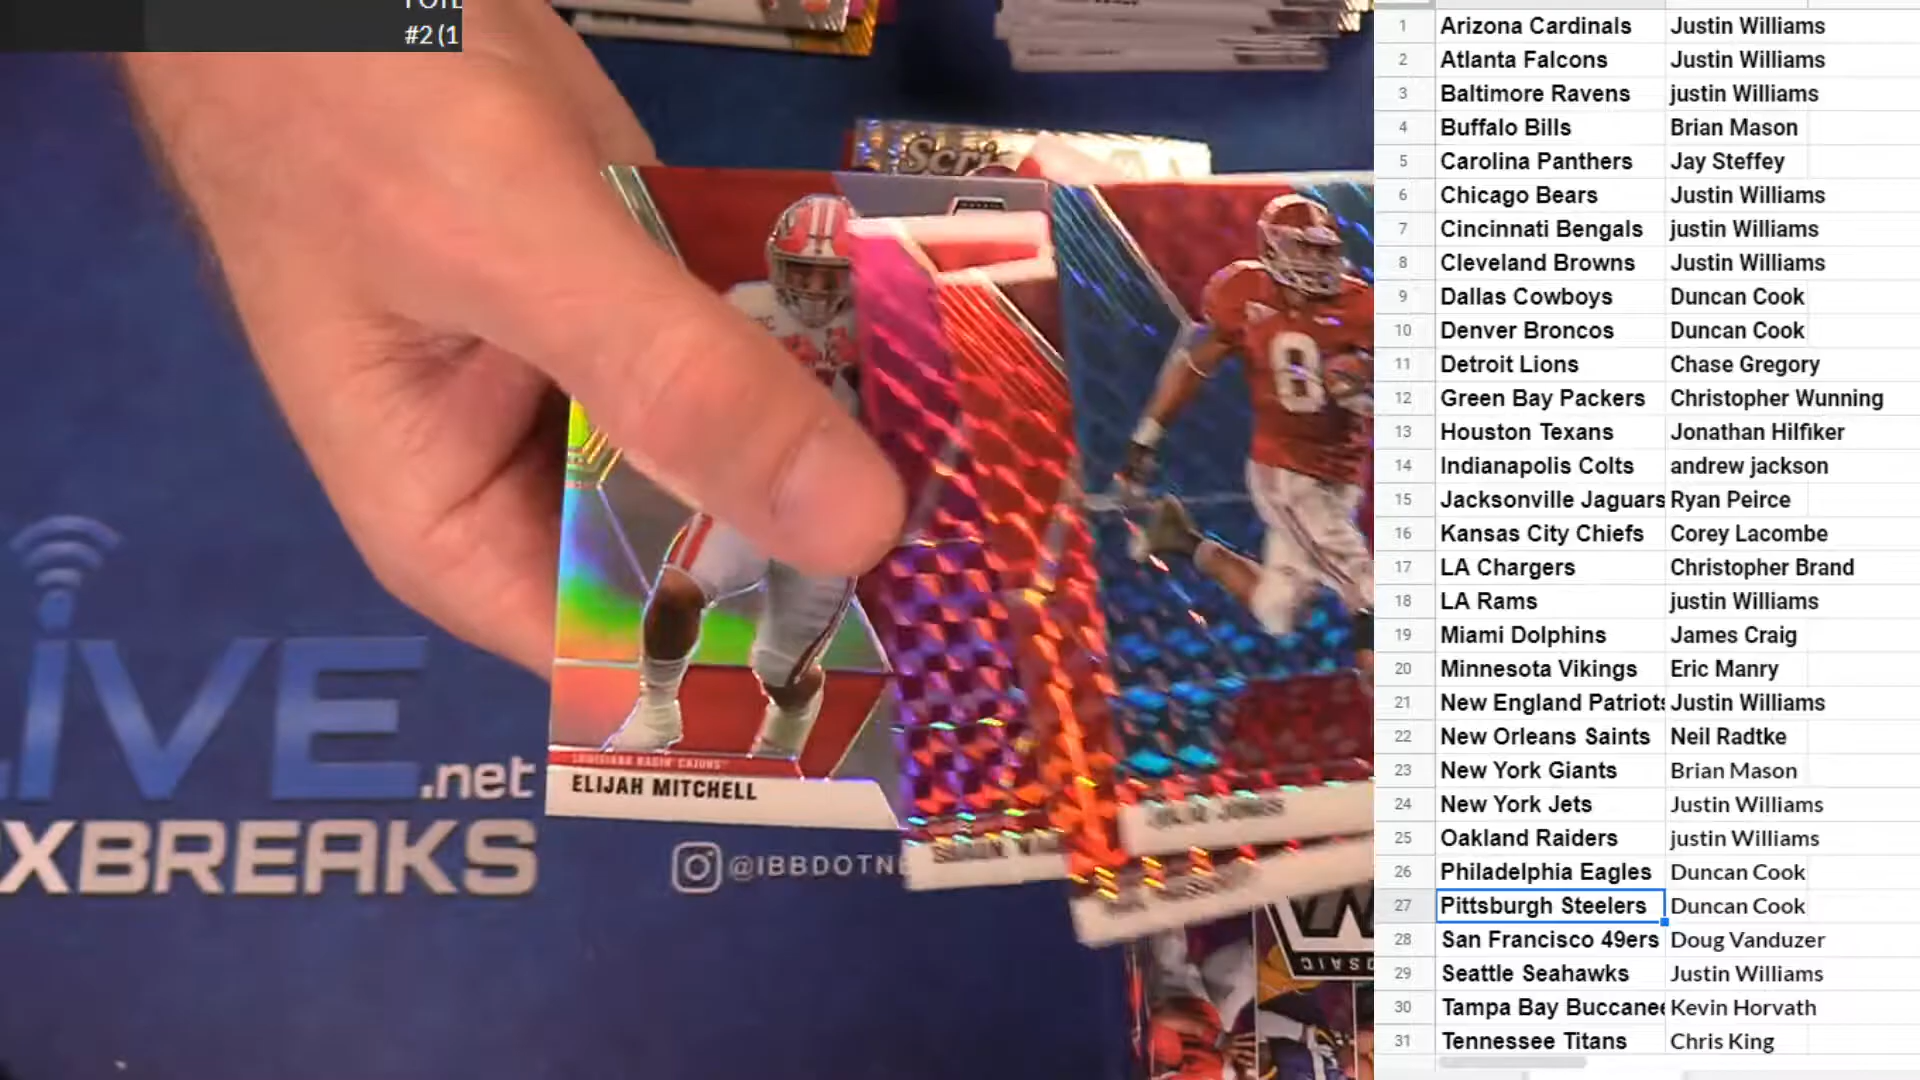 #2 (1
Scri
LOUISIANA RAGIN' CAJUNS
ELIJAH MITCHELL
8
LIVE.net
XBREAKS
@IBBDOTNE
1 Arizona Cardinals Justin Williams
2 Atlanta Falcons Justin Williams
3 Baltimore Ravens justin Williams
4 Buffalo Bills Brian Mason
5 Carolina Panthers Jay Steffey
6 Chicago Bears Justin Williams
7 Cincinnati Bengals justin Williams
8 Cleveland Browns Justin Williams
9 Dallas Cowboys Duncan Cook
10 Denver Broncos Duncan Cook
11 Detroit Lions Chase Gregory
12 Green Bay Packers Christopher Wunning
13 Houston Texans Jonathan Hilfiker
14 Indianapolis Colts andrew jackson
15 Jacksonville Jaguars Ryan Peirce
16 Kansas City Chiefs Corey Lacombe
17 LA Chargers Christopher Brand
18 LA Rams justin Williams
19 Miami Dolphins James Craig
20 Minnesota Vikings Eric Manry
21 New England Patriots Justin Williams
22 New Orleans Saints Neil Radtke
23 New York Giants Brian Mason
24 New York Jets Justin Williams
25 Oakland Raiders justin Williams
26 Philadelphia Eagles Duncan Cook
27 Pittsburgh Steelers Duncan Cook
28 San Francisco 49ers Doug Vanduzer
29 Seattle Seahawks Justin Williams
30 Tampa Bay Buccanee Kevin Horvath
31 Tennessee Titans Chris King